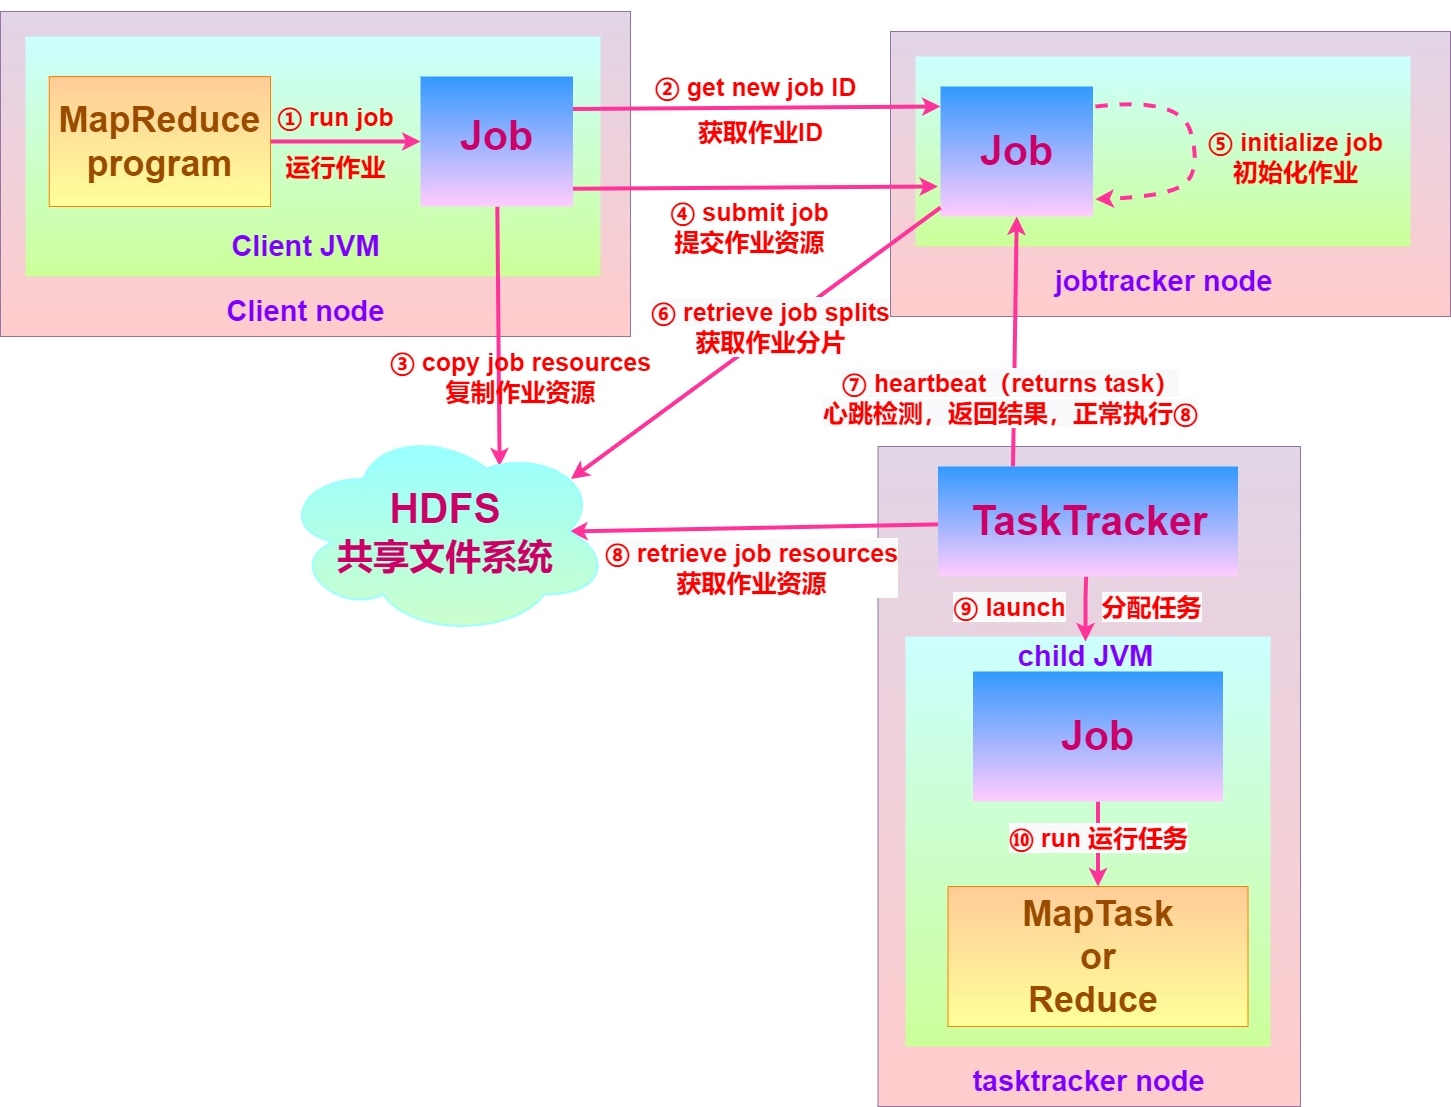 MapReduce
program
① run job
运行作业
Job
Client JVM
Client node
② get new job ID
获取作业ID
④ submit job
提交作业资源
Job
⑤ initialize job
初始化作业
jobtracker node
③ copy job resources
复制作业资源
⑥ retrieve job splits
获取作业分片
⑦ heartbeat（returns task）
心跳检测，返回结果，正常执行⑧
HDFS
共享文件系统
⑧ retrieve job resources
获取作业资源
TaskTracker
⑨ launch 分配任务
child JVM
Job
⑩ run 运行任务
MapTask
or
Reduce
tasktracker node